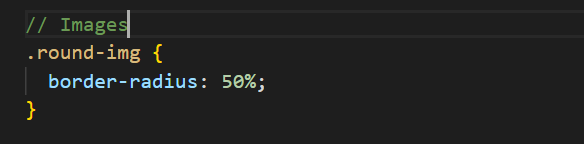 // Images
.round-img {
  border-radius: 50%;
}